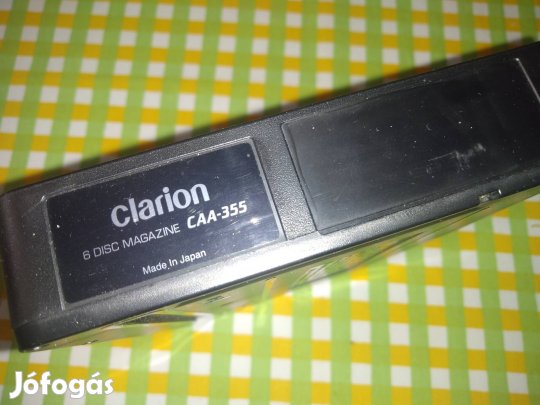 clarion
6 DISC MAGAZINE CAA-355
Made In Japan
Jófogás